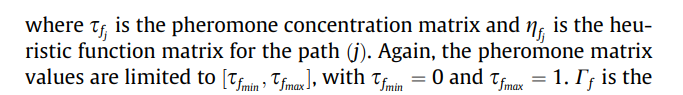 where τ_{f_j} is the pheromone concentration matrix and η_{f_j} is the heu-
ristic function matrix for the path (j). Again, the pheromone matrix
values are limited to [τ_{f_{min}}, τ_{f_{max}}], with τ_{f_{min}} = 0 and τ_{f_{max}} = 1. Γ_f is the